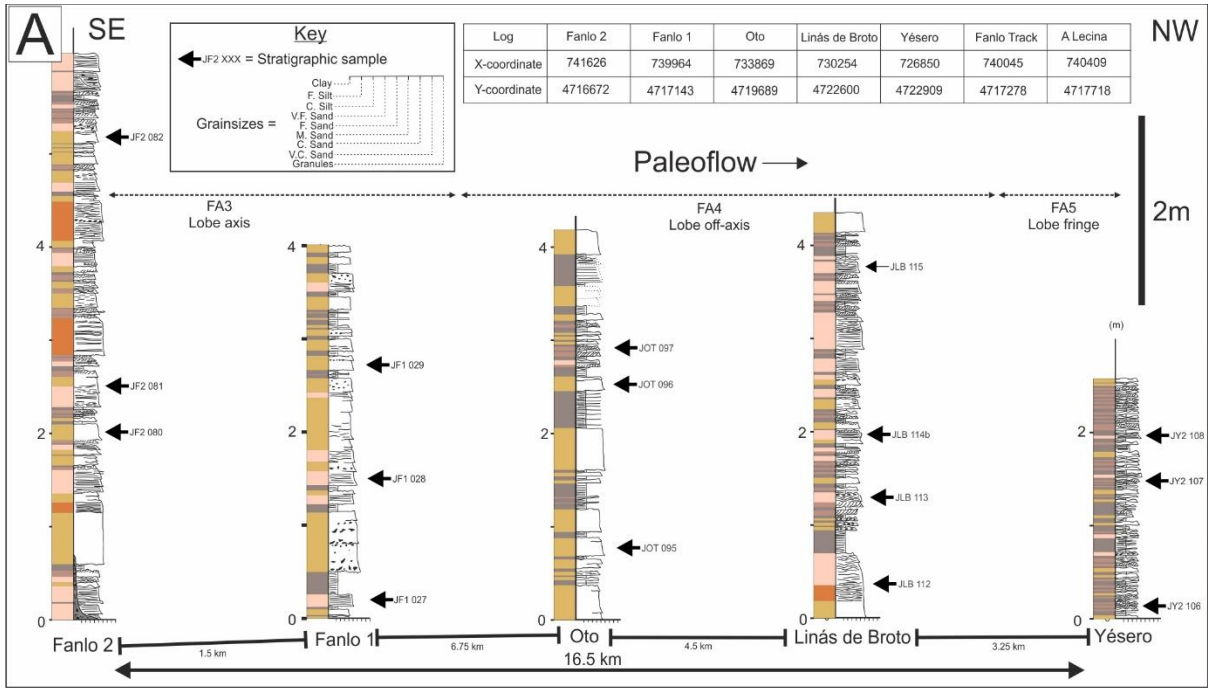 A
SE
NW
Key
JF2 XXX = Stratigraphic sample
Clay
F. Silt
C. Silt
V.F. Sand
F. Sand
M. Sand
C. Sand
V.C. Sand
Granules
Grainsizes =
Log Fanlo 2 Fanlo 1 Oto Linás de Broto Yésero Fanlo Track A Lecina
X-coordinate 741626 739964 733869 730254 726850 740045 740409
Y-coordinate 4716672 4717143 4719689 4722600 4722909 4717278 4717718
Paleoflow
2m
FA3
Lobe axis
FA4
Lobe off-axis
FA5
Lobe fringe
4
2
0
JF2 082
JF2 081
JF2 080
4
2
0
JF1 029
JF1 028
JF1 027
4
2
0
JOT 097
JOT 096
JOT 095
4
2
0
JLB 115
JLB 114b
JLB 113
JLB 112
(m)
2
0
JY2 108
JY2 107
JY2 106
Fanlo 2
Fanlo 1
Oto
Linás de Broto
Yésero
1.5 km
6.75 km
4.5 km
3.25 km
16.5 km